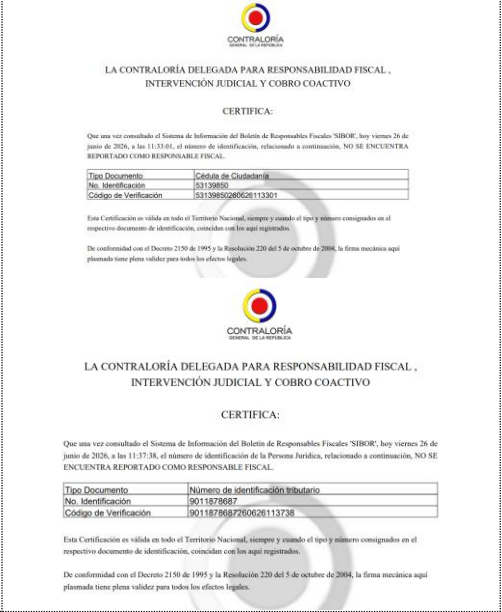 CONTRALORÍA
GENERAL DE LA REPÚBLICA
LA CONTRALORÍA DELEGADA PARA RESPONSABILIDAD FISCAL ,
INTERVENCIÓN JUDICIAL Y COBRO COACTIVO
CERTIFICA:
Que una vez consultado el Sistema de Información del Boletín de Responsables Fiscales 'SIBOR', hoy viernes 26 de
junio de 2026, a las 11:33:01, el número de identificación, relacionado a continuación, NO SE ENCUENTRA
REPORTADO COMO RESPONSABLE FISCAL.
Tipo Documento Cédula de Ciudadanía
No. Identificación 53139850
Código de Verificación 53139850260626113301
Esta Certificación es válida en todo el Territorio Nacional, siempre y cuando el tipo y número consignados en el
respectivo documento de identificación, coincidan con los aquí registrados.
De conformidad con el Decreto 2150 de 1995 y la Resolución 220 del 5 de octubre de 2004, la firma mecánica aquí
plasmada tiene plena validez para todos los efectos legales.
CONTRALORÍA
GENERAL DE LA REPÚBLICA
LA CONTRALORÍA DELEGADA PARA RESPONSABILIDAD FISCAL ,
INTERVENCIÓN JUDICIAL Y COBRO COACTIVO
CERTIFICA:
Que una vez consultado el Sistema de Información del Boletín de Responsables Fiscales 'SIBOR', hoy viernes 26 de
junio de 2026, a las 11:37:38, el número de identificación de la Persona Jurídica, relacionado a continuación, NO SE
ENCUENTRA REPORTADO COMO RESPONSABLE FISCAL.
Tipo Documento Número de identificación tributario
No. Identificación 9011878687
Código de Verificación 9011878687260626113738
Esta Certificación es válida en todo el Territorio Nacional, siempre y cuando el tipo y número consignados en el
respectivo documento de identificación, coincidan con los aquí registrados.
De conformidad con el Decreto 2150 de 1995 y la Resolución 220 del 5 de octubre de 2004, la firma mecánica aquí
plasmada tiene plena validez para todos los efectos legales.